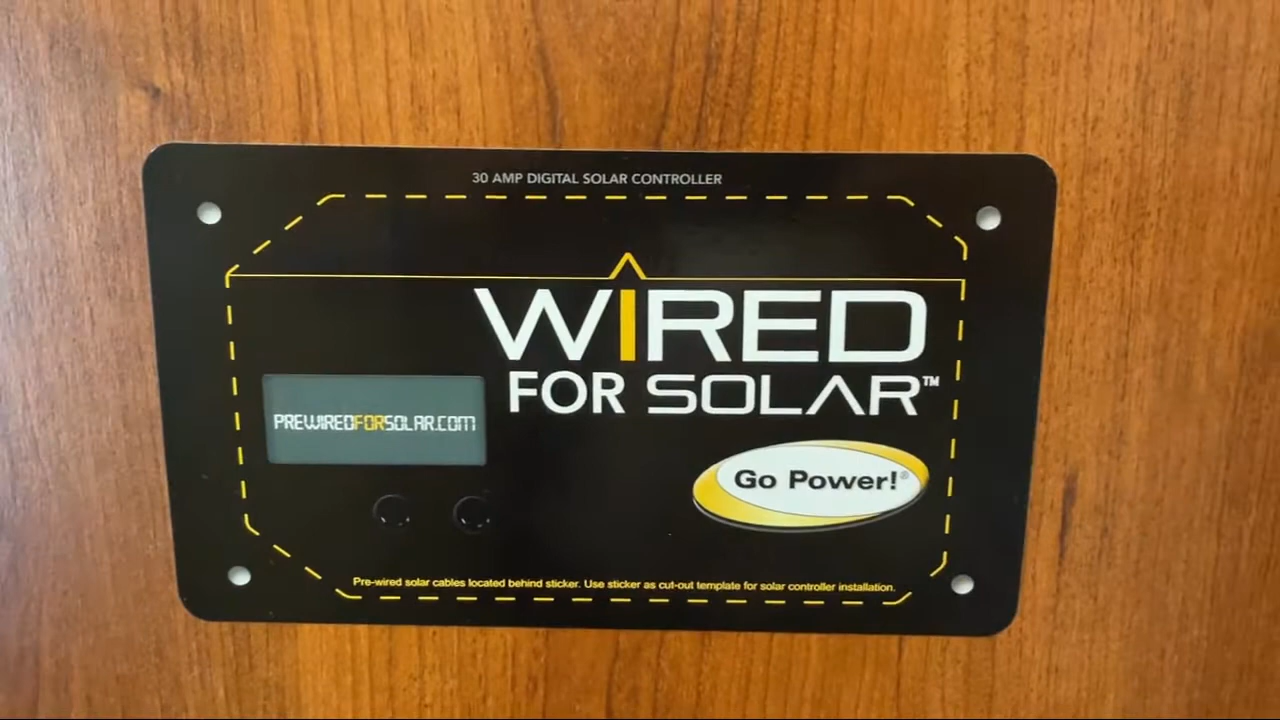 30 AMP DIGITAL SOLAR CONTROLLER
WIRED
FOR SOLAR™
PREWIREDFORSOLAR.COM
Go Power!®
Pre-wired solar cables located behind sticker. Use sticker as cut-out template for solar controller installation.